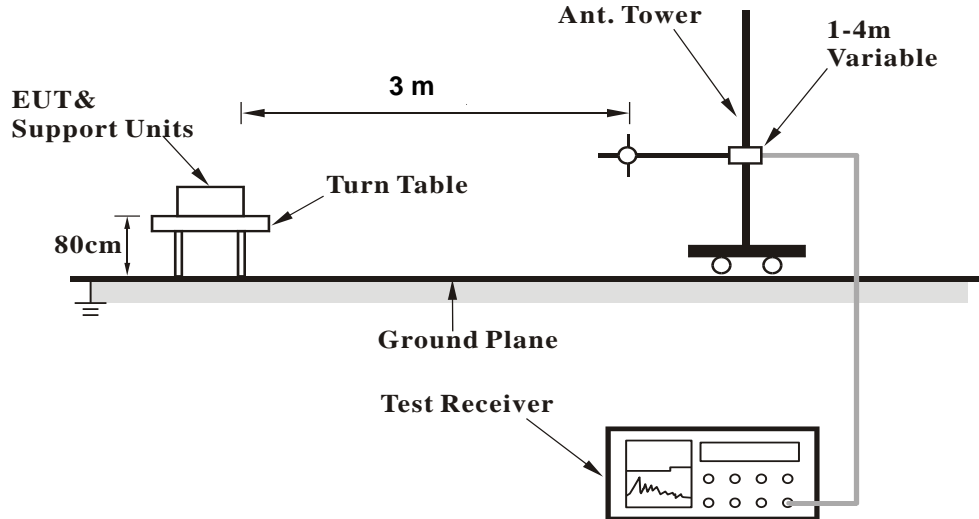 Ant. Tower
1-4m
Variable
3 m
EUT&
Support Units
Turn Table
80cm
Ground Plane
Test Receiver